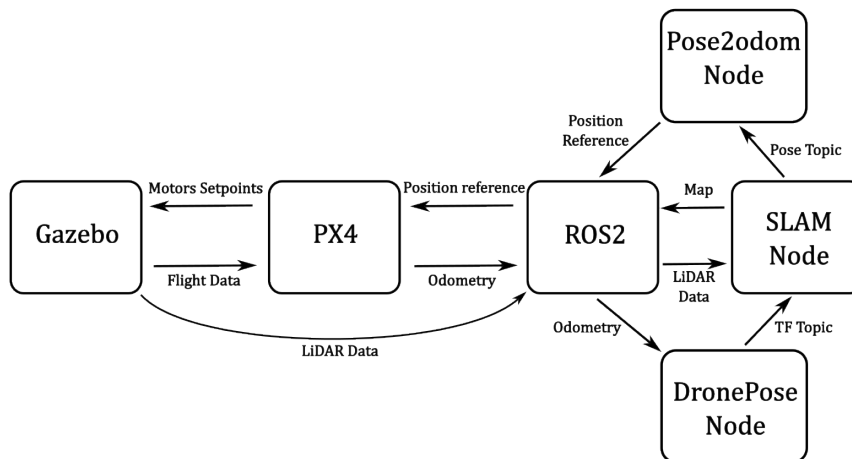 Pose2odom
Node
Position
Reference
Pose Topic
Motors Setpoints
Position reference
Map
Gazebo
PX4
ROS2
SLAM
Node
Flight Data
Odometry
LiDAR
Data
LiDAR Data
Odometry
TF Topic
DronePose
Node